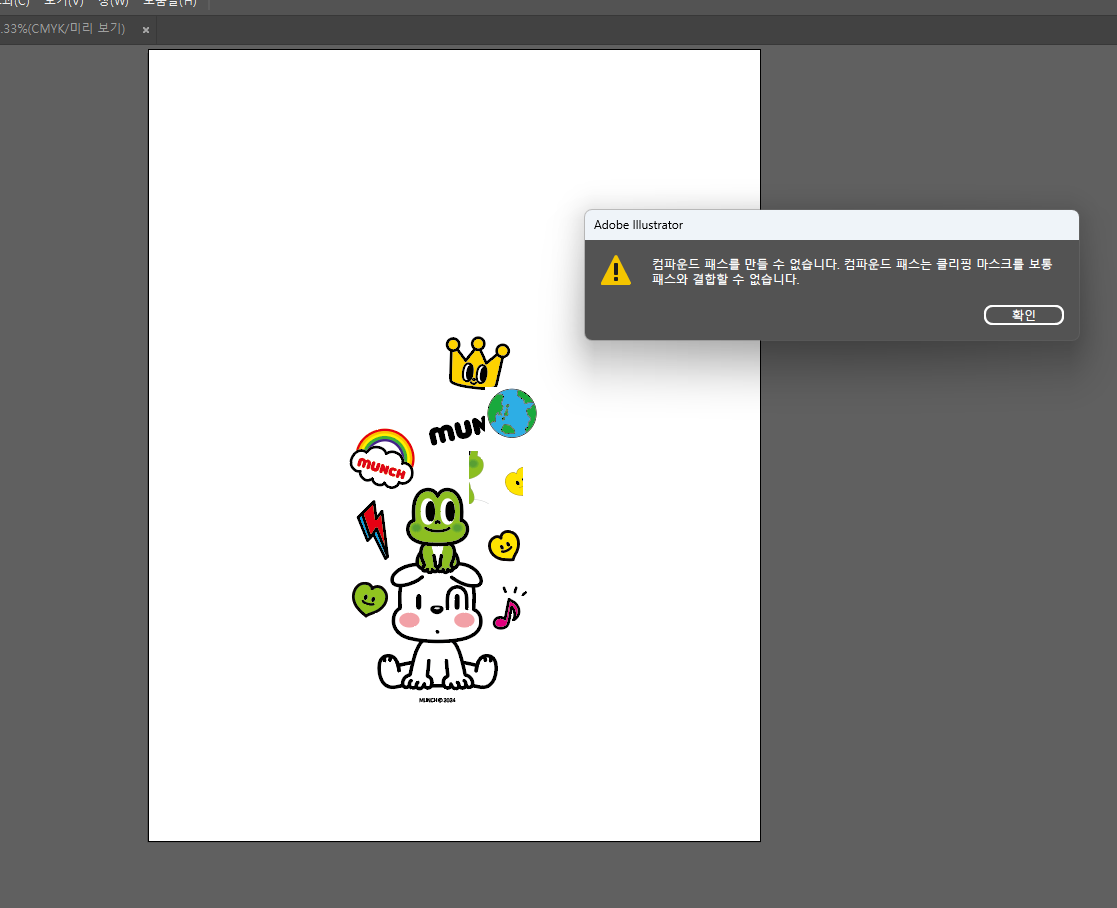 보기(V)
창(W)
도움말(H)
.33%(CMYK/미리 보기)
×
Adobe Illustrator
컴파운드 패스를 만들 수 없습니다. 컴파운드 패스는 클리핑 마스크를 보통
패스와 결합할 수 없습니다.
확인
MUN
MUNCH
MUNCH © 2024